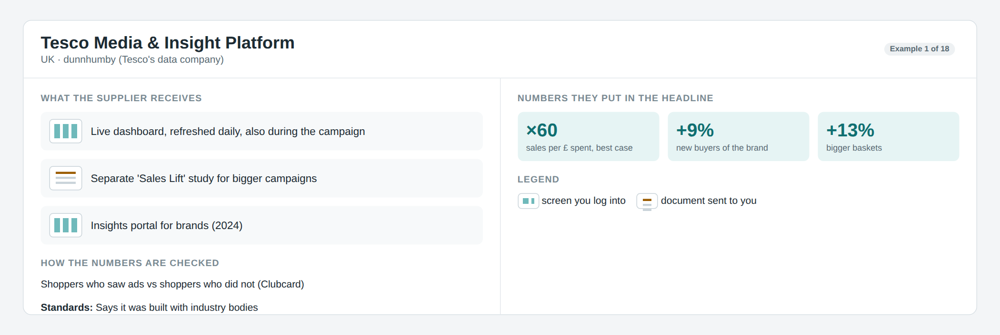 Tesco Media & Insight Platform
UK · dunnhumby (Tesco's data company)
Example 1 of 18
WHAT THE SUPPLIER RECEIVES
Live dashboard, refreshed daily, also during the campaign
Separate 'Sales Lift' study for bigger campaigns
Insights portal for brands (2024)
HOW THE NUMBERS ARE CHECKED
Shoppers who saw ads vs shoppers who did not (Clubcard)
Standards: Says it was built with industry bodies
NUMBERS THEY PUT IN THE HEADLINE
×60
sales per £ spent, best case
+9%
new buyers of the brand
+13%
bigger baskets
LEGEND
screen you log into
document sent to you